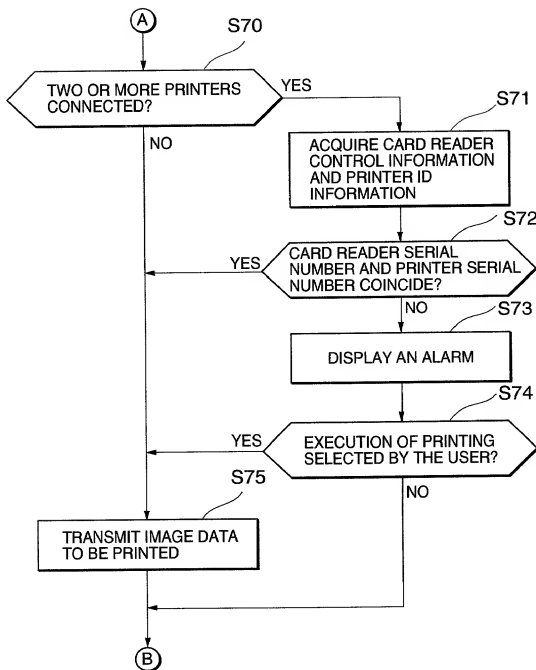 A
S70
TWO OR MORE PRINTERS
CONNECTED?
YES
NO
S71
ACQUIRE CARD READER
CONTROL INFORMATION
AND PRINTER ID
INFORMATION
S72
CARD READER SERIAL
NUMBER AND PRINTER SERIAL
NUMBER COINCIDE?
YES
NO
S73
DISPLAY AN ALARM
S74
EXECUTION OF PRINTING
SELECTED BY THE USER?
YES
NO
S75
TRANSMIT IMAGE DATA
TO BE PRINTED
B